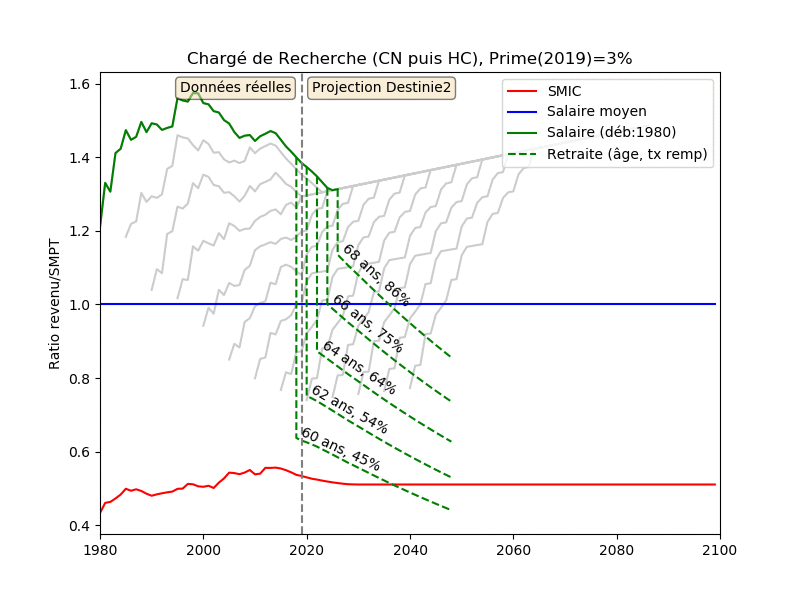 Chargé de Recherche (CN puis HC), Prime(2019)=3%
Données réelles
Projection Destinie2
SMIC
Salaire moyen
Salaire (déb:1980)
Retraite (âge, tx remp)
Ratio revenu/SMPT
1.6
1.4
1.2
1.0
0.8
0.6
0.4
68 ans, 86%
66 ans, 75%
64 ans, 64%
62 ans, 54%
60 ans, 45%
1980
2000
2020
2040
2060
2080
2100